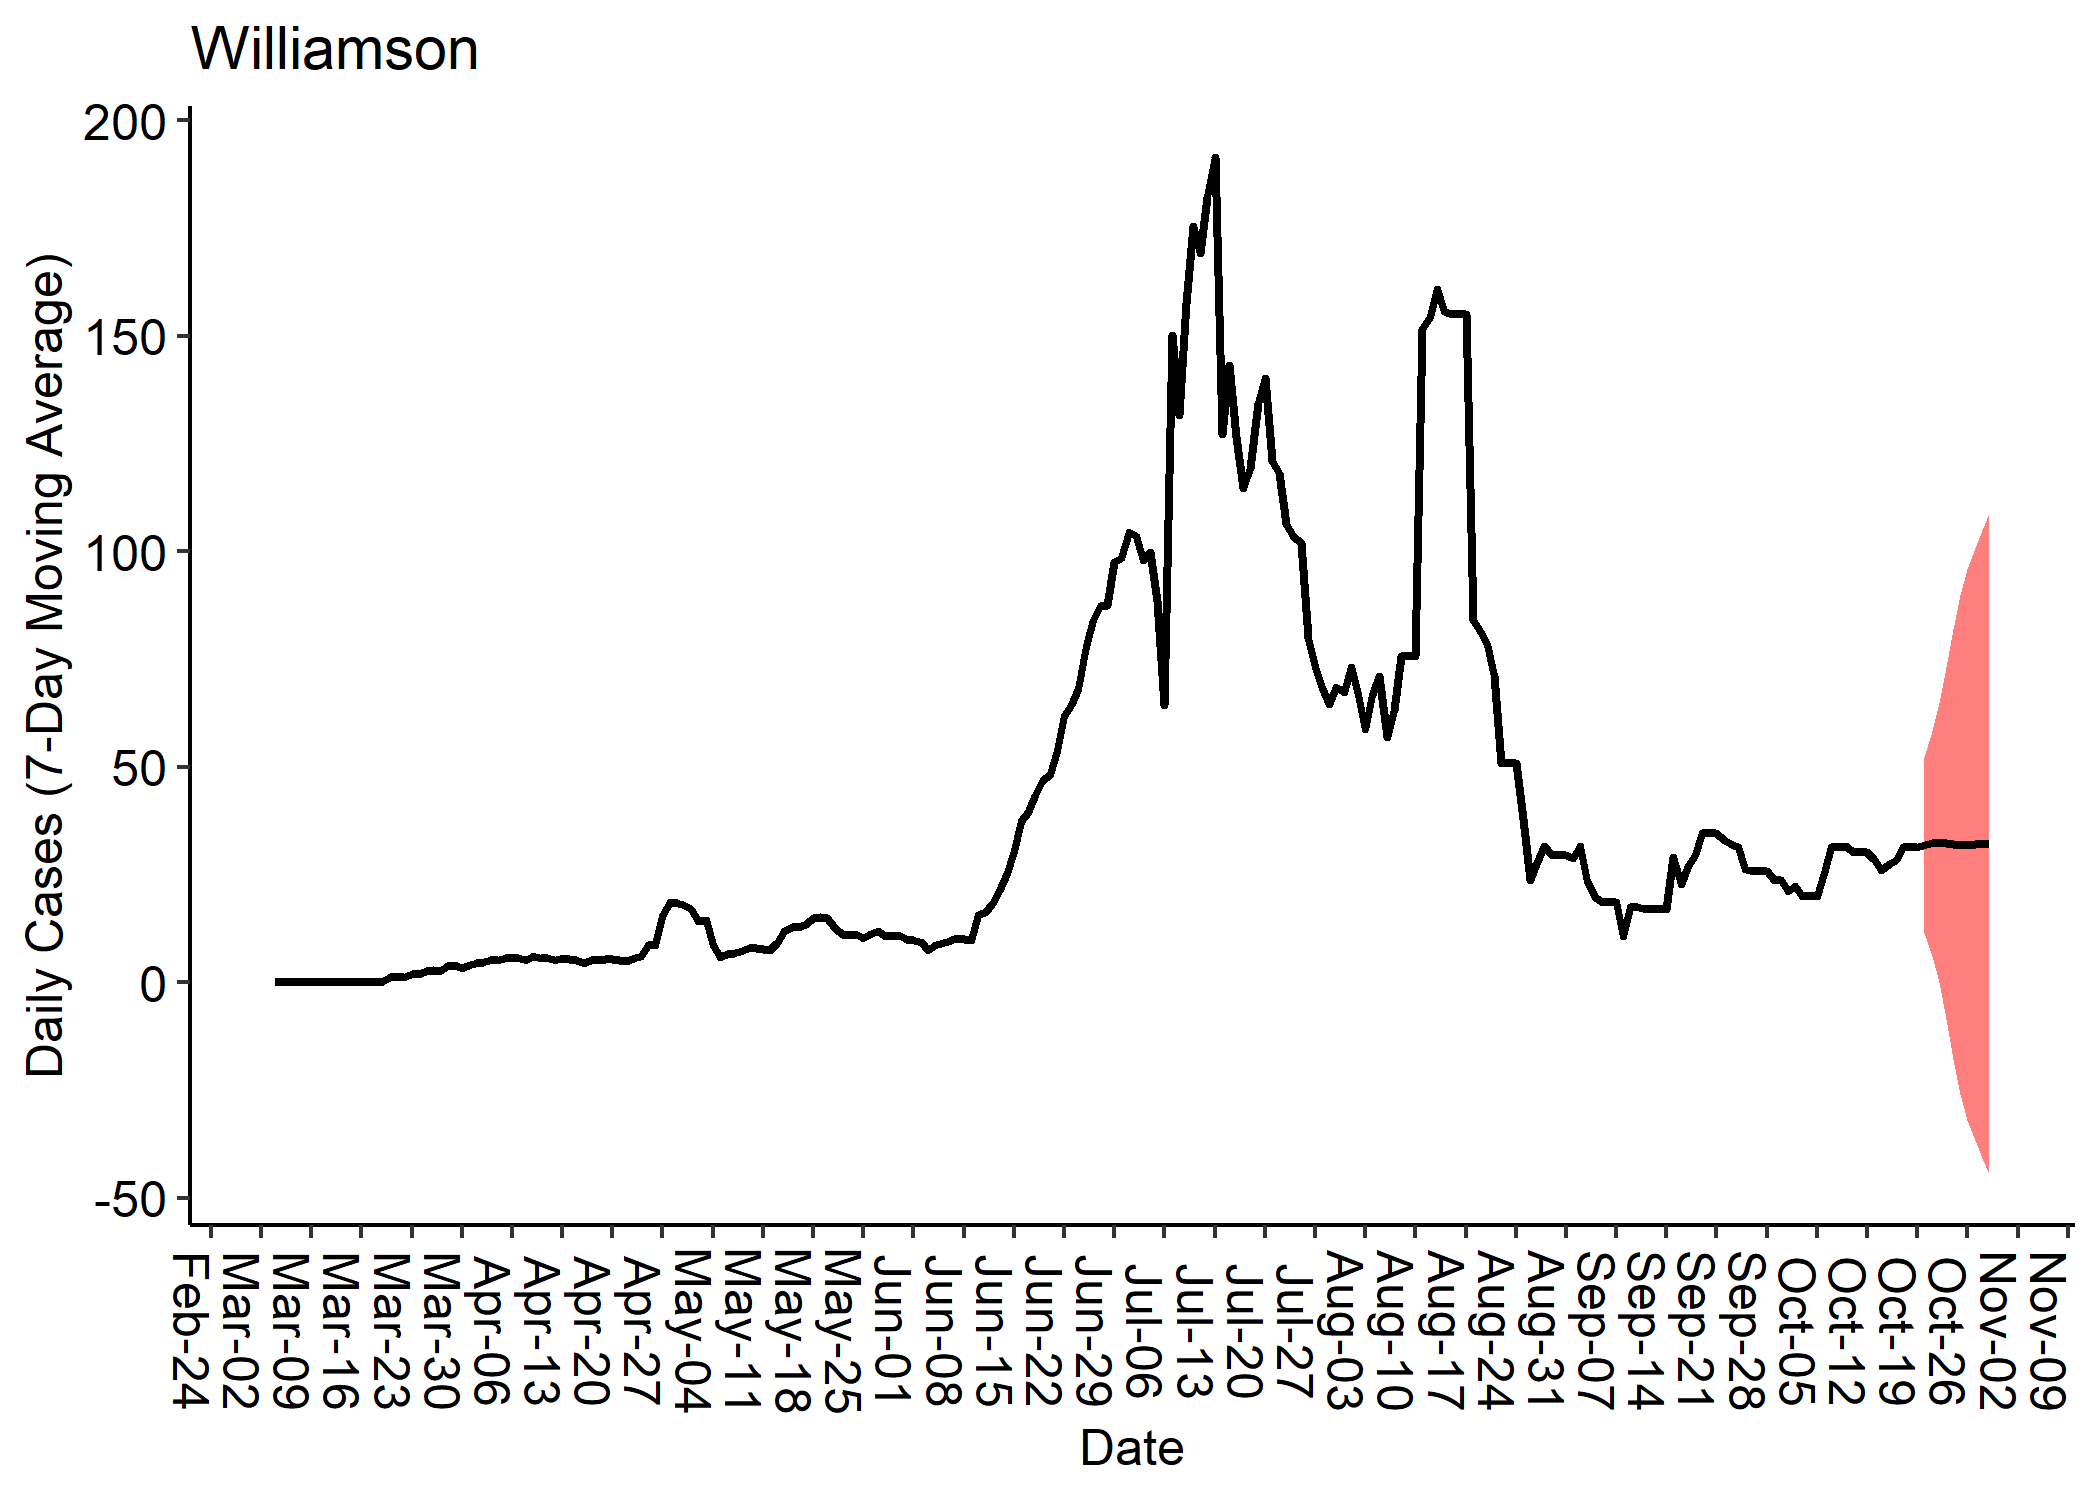 Williamson
200
150
100
50
0
-50
Daily Cases (7-Day Moving Average)
Feb-24
Mar-02
Mar-09
Mar-16
Mar-23
Mar-30
Apr-06
Apr-13
Apr-20
Apr-27
May-04
May-11
May-18
May-25
Jun-01
Jun-08
Jun-15
Jun-22
Jun-29
Jul-06
Jul-13
Jul-20
Jul-27
Aug-03
Aug-10
Aug-17
Aug-24
Aug-31
Sep-07
Sep-14
Sep-21
Sep-28
Oct-05
Oct-12
Oct-19
Oct-26
Nov-02
Nov-09
Date